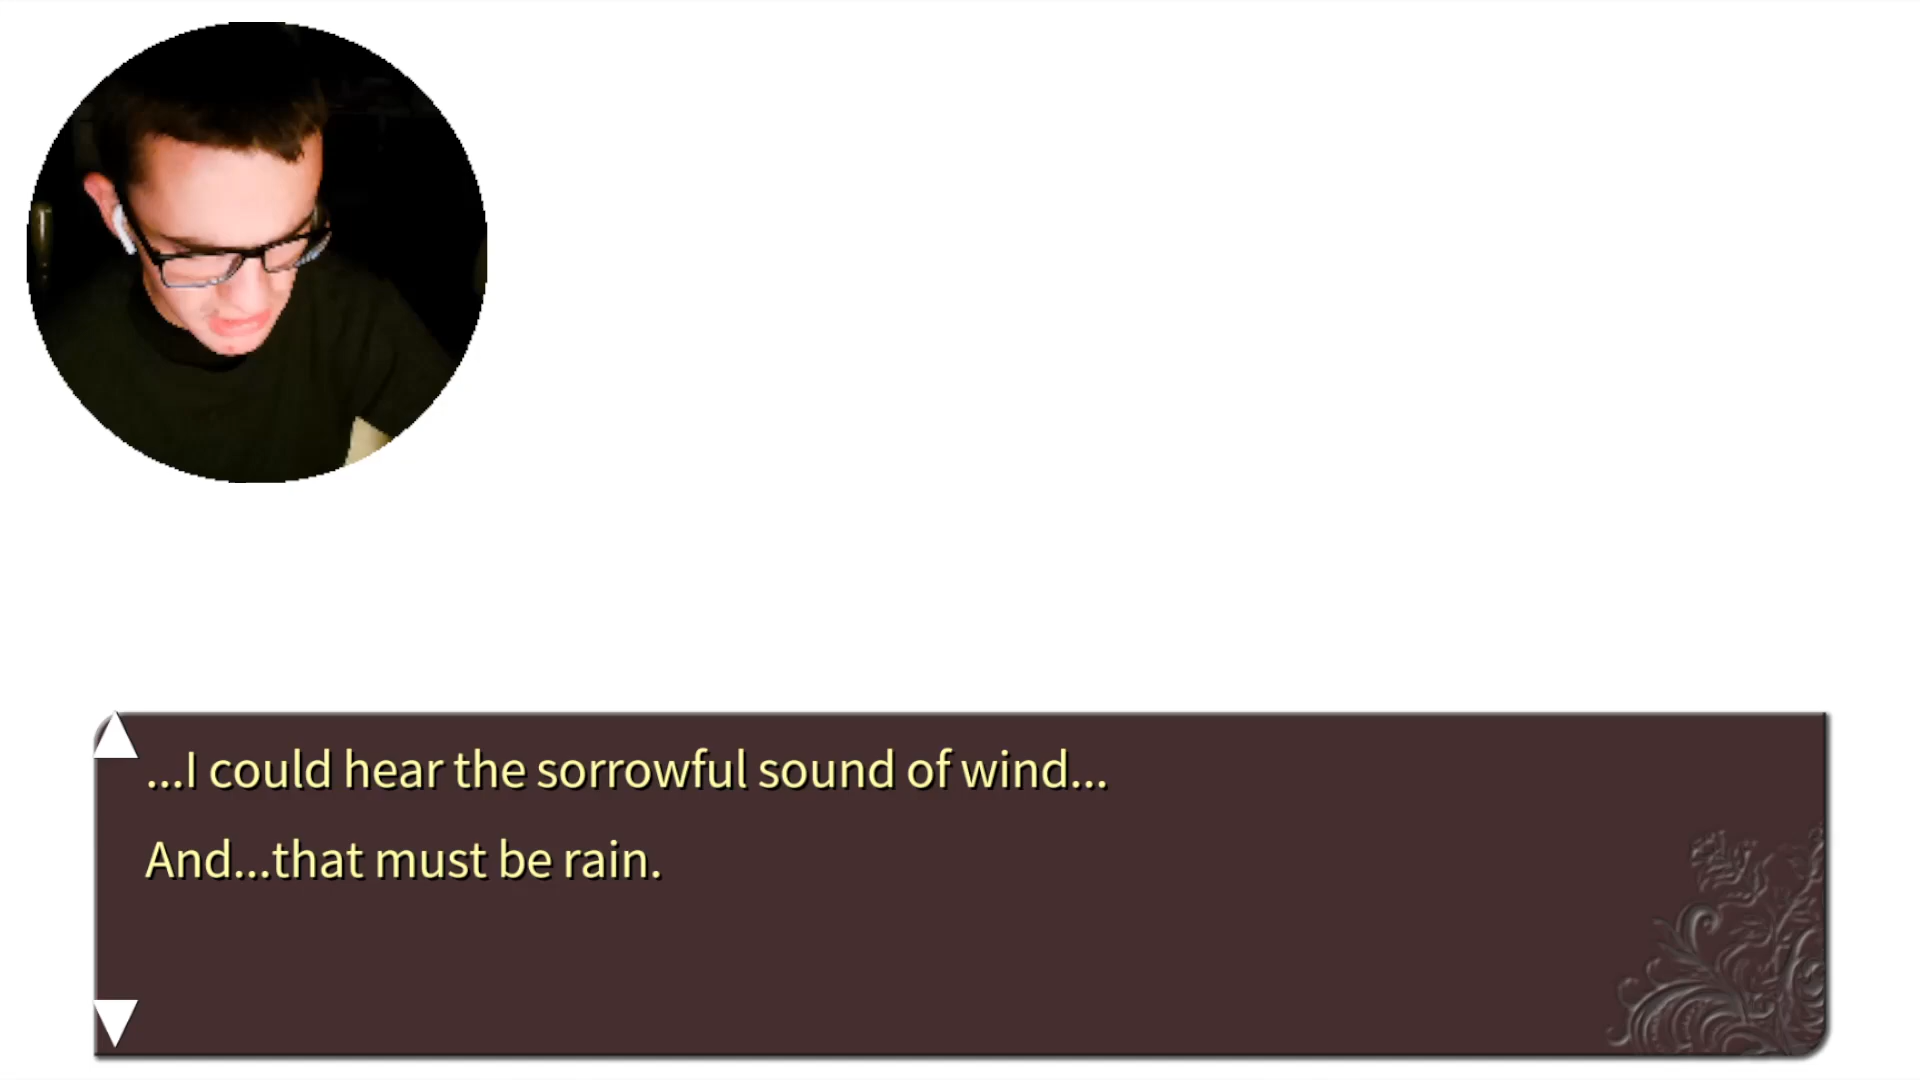 ...I could hear the sorrowful sound of wind...
And...that must be rain.